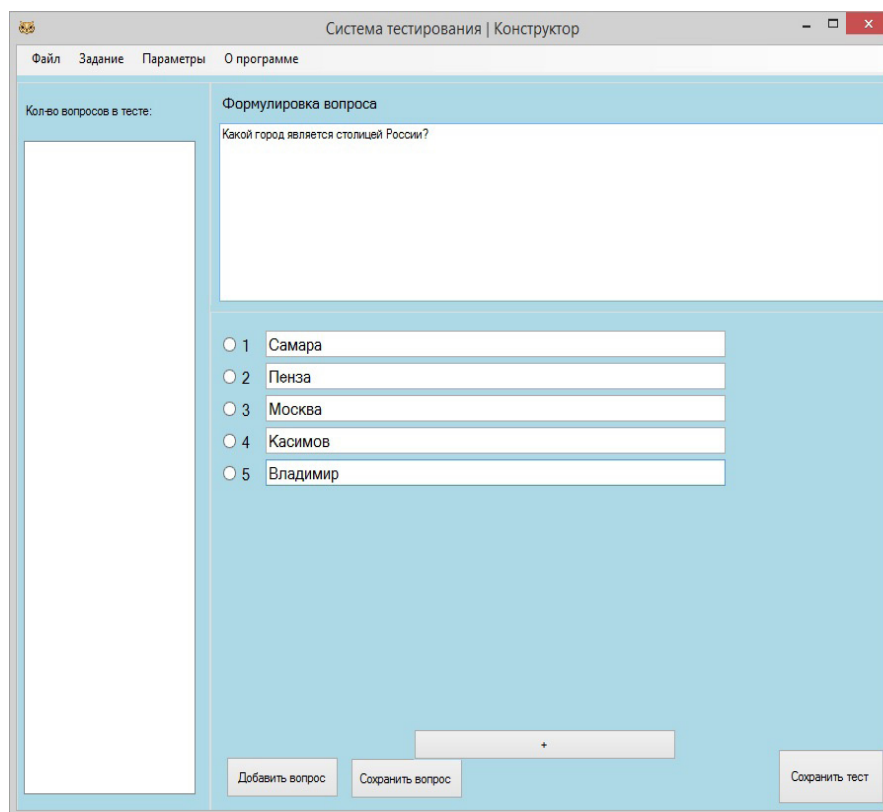 Система тестирования | Конструктор
Файл Задание Параметры О программе
Кол-во вопросов в тесте:
Формулировка вопроса
Какой город является столицей России?
1 Самара
2 Пенза
3 Москва
4 Касимов
5 Владимир
+
Добавить вопрос Сохранить вопрос Сохранить тест